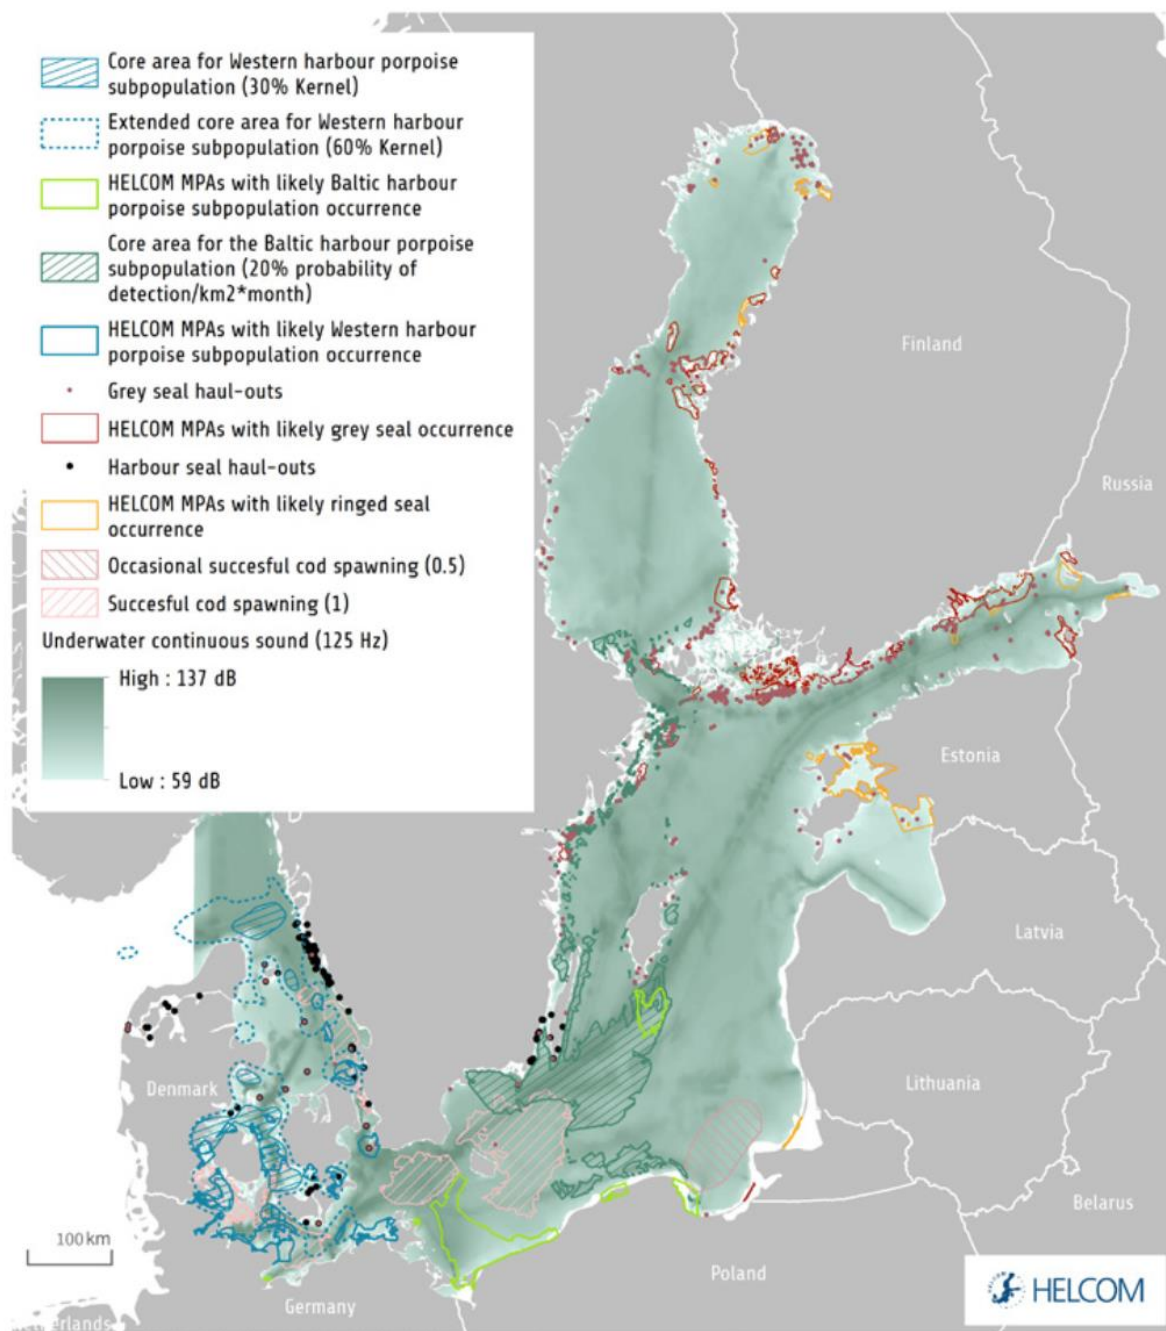 Core area for Western harbour porpoise
subpopulation (30% Kernel)
Extended core area for Western harbour
porpoise subpopulation (60% Kernel)
HELCOM MPAs with likely Baltic harbour
porpoise subpopulation occurrence
Core area for the Baltic harbour porpoise
subpopulation (20% probability of
detection/km2*month)
HELCOM MPAs with likely Western harbour
porpoise subpopulation occurrence
Grey seal haul-outs
HELCOM MPAs with likely grey seal occurrence
Harbour seal haul-outs
HELCOM MPAs with likely ringed seal
occurrence
Occasional succesful cod spawning (0.5)
Succesful cod spawning (1)
Underwater continuous sound (125 Hz)
High : 137 dB
Low : 59 dB
Finland
Russia
Estonia
Latvia
Lithuania
Denmark
Belarus
100 km
Poland
Germany
HELCOM
Netherlands